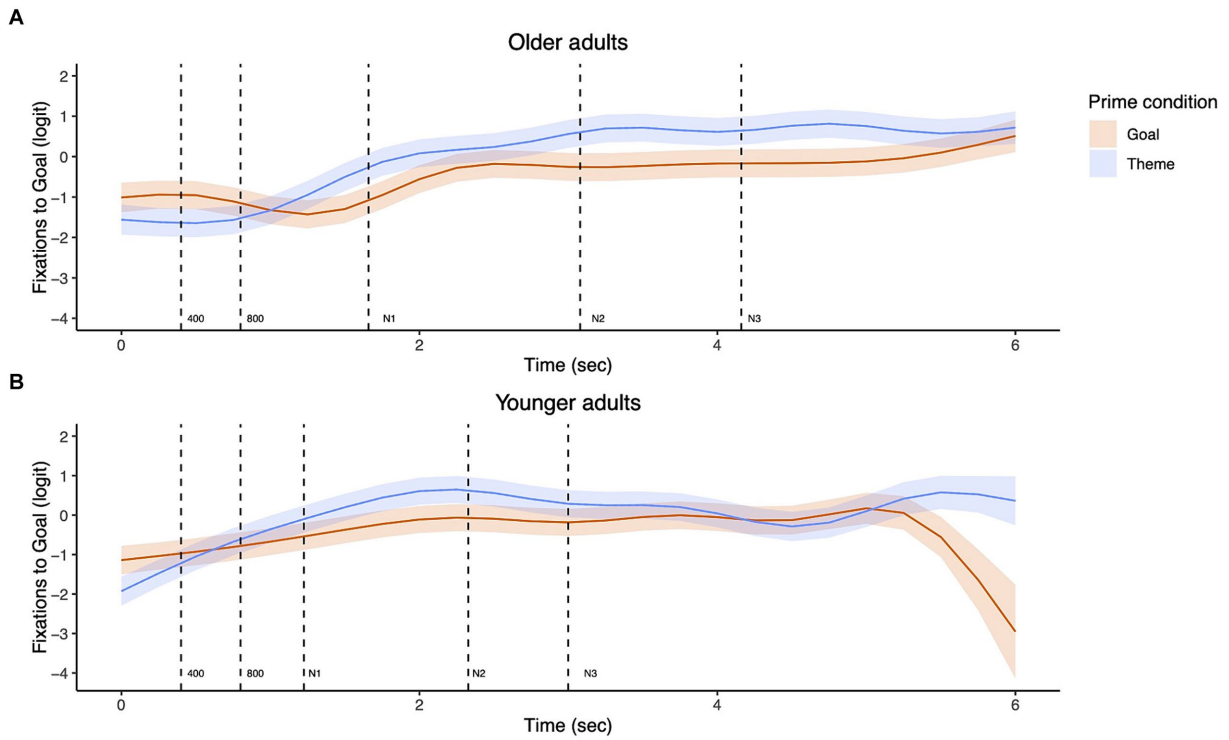 A
Older adults
Fixations to Goal (logit)
2
1
0
−1
−2
−3
−4
400
800
N1
N2
N3
0
2
4
6
Time (sec)
Prime condition
Goal
Theme
B
Younger adults
Fixations to Goal (logit)
2
1
0
−1
−2
−3
−4
400
800
N1
N2
N3
0
2
4
6
Time (sec)